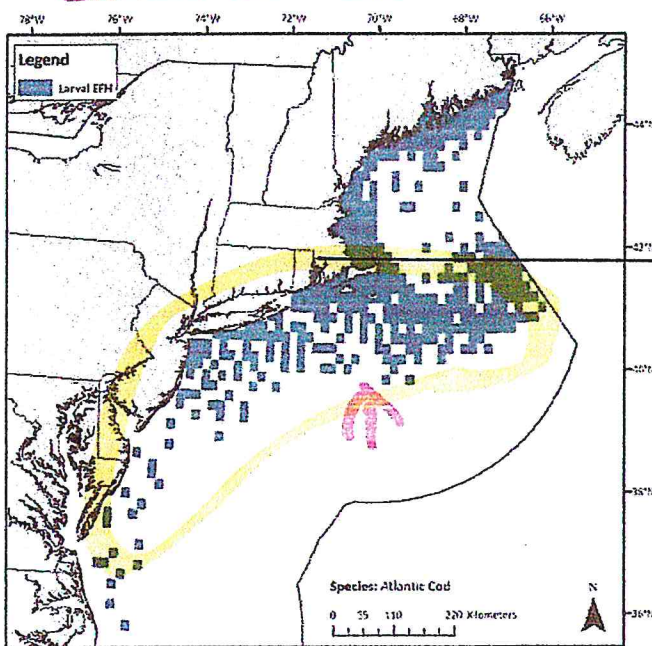 78°W 76°W 74°W 72°W 70°W 68°W 66°W
Legend
Larval EFH
44°N
42°N
40°N
38°N
36°N
Species: Atlantic Cod
N
0 55 110 220 Kilometers